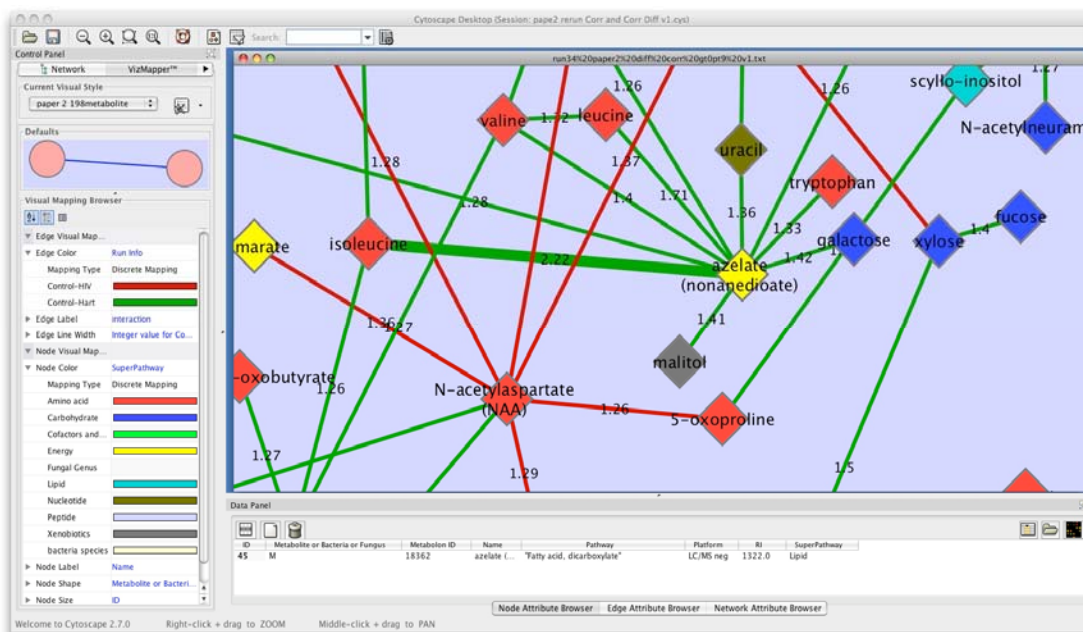 Cytoscape Desktop (Session: pape2 rerun Corr and Corr Diff v1.cys)
Search:
Control Panel
Network VizMapper™
Current Visual Style
paper 2 198metabolite
Defaults
Visual Mapping Browser
Edge Visual Map...
Edge Color Run Info
Mapping Type Discrete Mapping
Control-HIV
Control-Hart
Edge Label interaction
Edge Line Width Integer value for Co...
Node Visual Map...
Node Color SuperPathway
Mapping Type Discrete Mapping
Amino acid
Carbohydrate
Cofactors and...
Energy
Fungal Genus
Lipid
Nucleotide
Peptide
Xenobiotics
bacteria species
Node Label Name
Node Shape Metabolite or Bacteri...
Node Size ID
run34%20paper2%20diff%20corr%20gt0pt9%20v1.txt
1.26 1.26 1.27
scyllo-inositol
valine leucine
N-acetylneuram
uracil
1.28 1.37
tryptophan
1.28 1.4 1.71
1.36
fucose
1.33 1.4
marate isoleucine galactose xylose
2.22 1.42
azelate
(nonanedioate)
1.41
1.27
malitol
-oxobutyrate
N-acetylaspartate
(NAA)
1.26
1.26
5-oxoproline
1.27 1.29 1.5
Data Panel
ID Metabolite or Bacteria or Fungus Metabolon ID Name Pathway Platform RI SuperPathway
45 M 18362 azelate (... "Fatty acid, dicarboxylate" LC/MS neg 1322.0 Lipid
Node Attribute Browser Edge Attribute Browser Network Attribute Browser
Welcome to Cytoscape 2.7.0 Right-click + drag to ZOOM Middle-click + drag to PAN